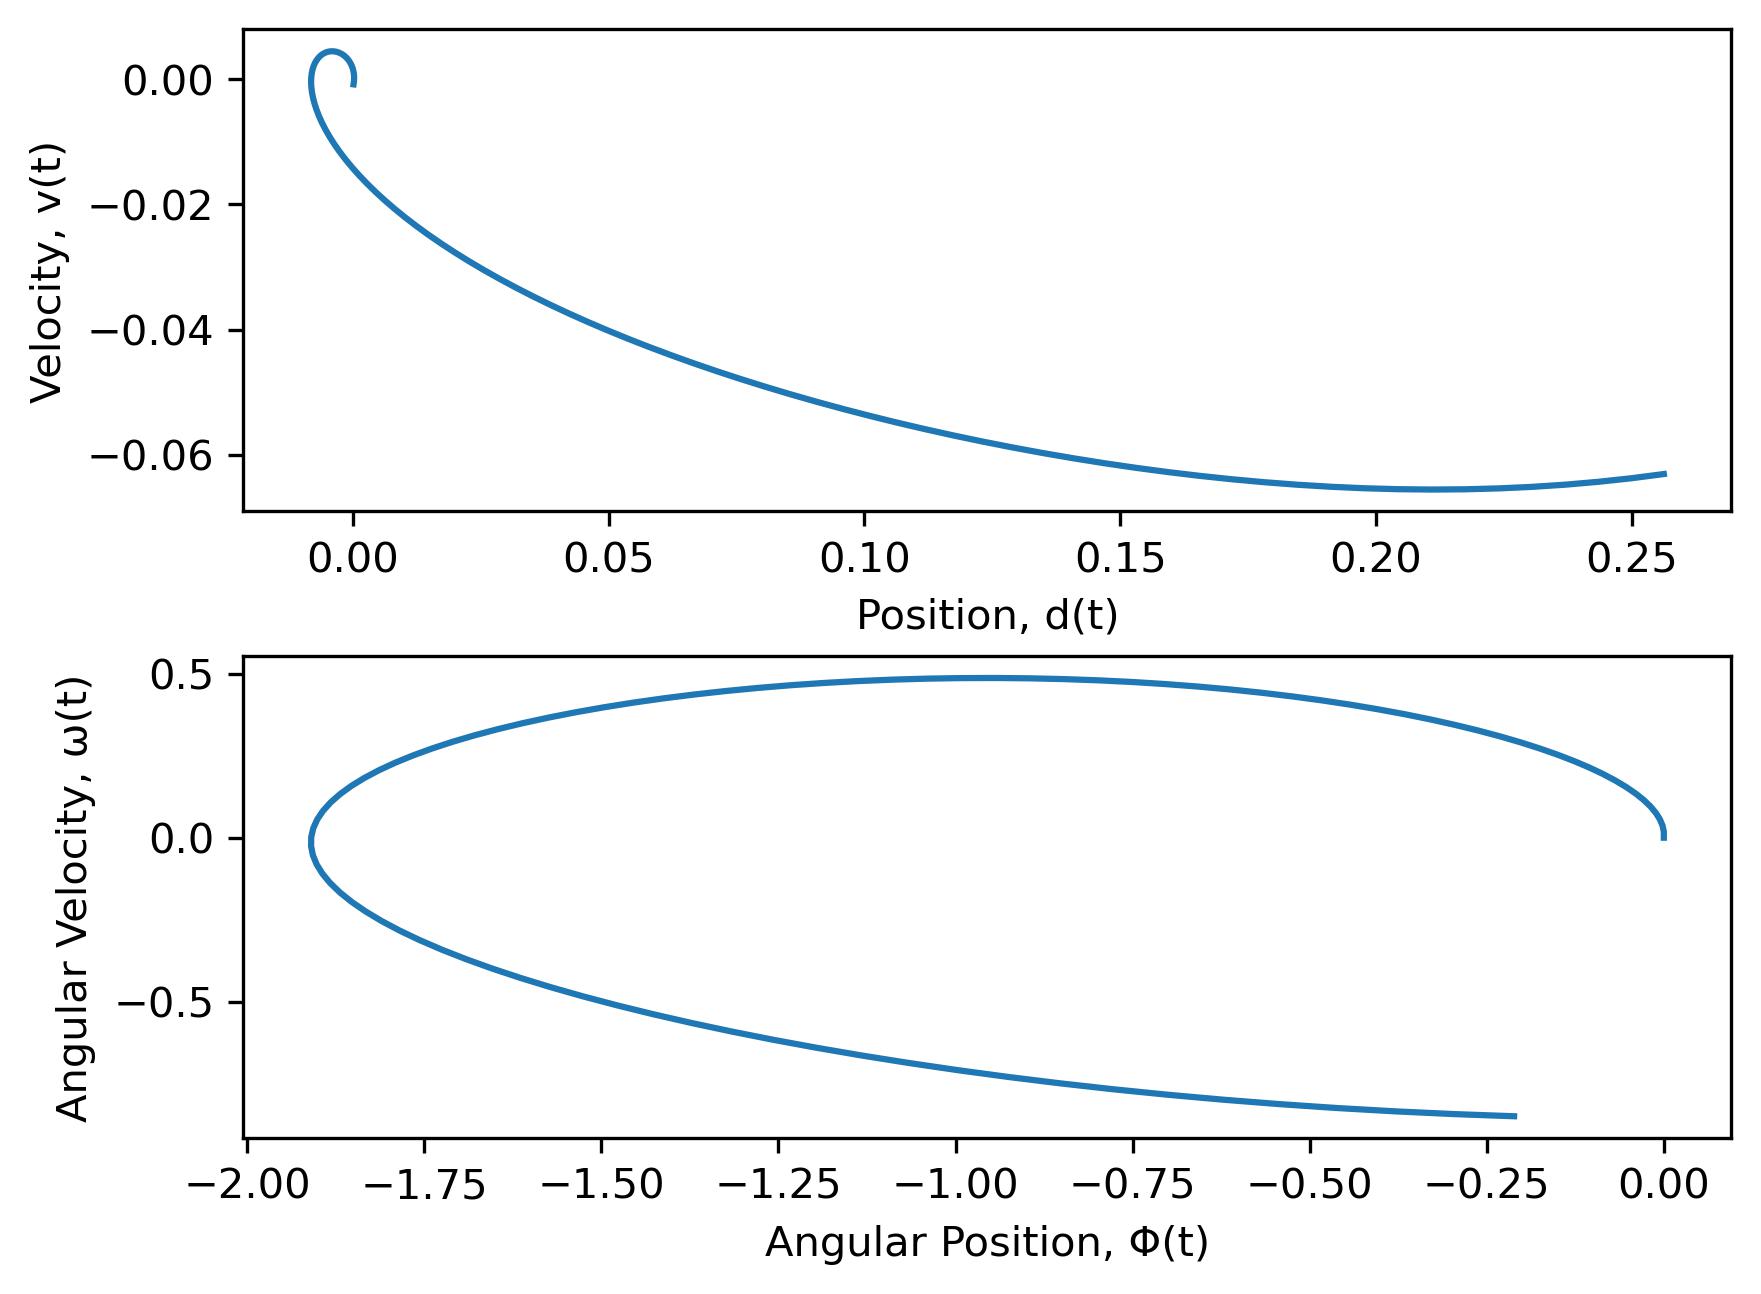 Velocity, v(t)
0.00
−0.02
−0.04
−0.06
0.00 0.05 0.10 0.15 0.20 0.25
Position, d(t)
Angular Velocity, ω(t)
0.5
0.0
−0.5
−2.00 −1.75 −1.50 −1.25 −1.00 −0.75 −0.50 −0.25 0.00
Angular Position, Φ(t)